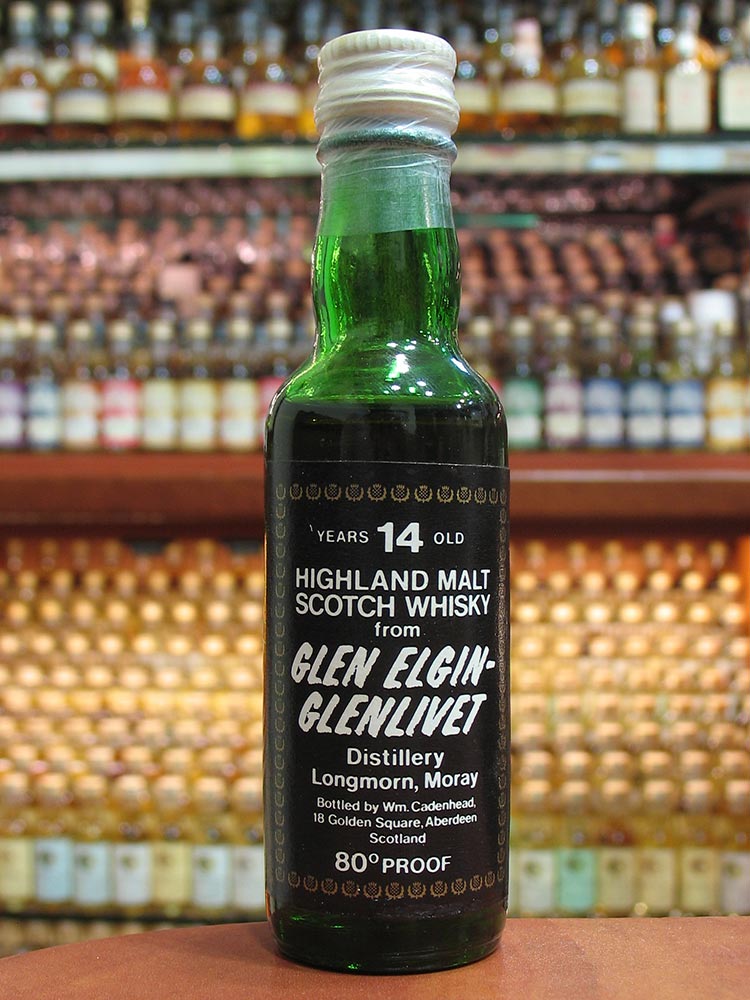 YEARS 14 OLD
HIGHLAND MALT
SCOTCH WHISKY
from
GLEN ELGIN-
GLENLIVET
Distillery
Longmorn, Moray
Bottled by Wm. Cadenhead,
18 Golden Square, Aberdeen
Scotland
80° PROOF